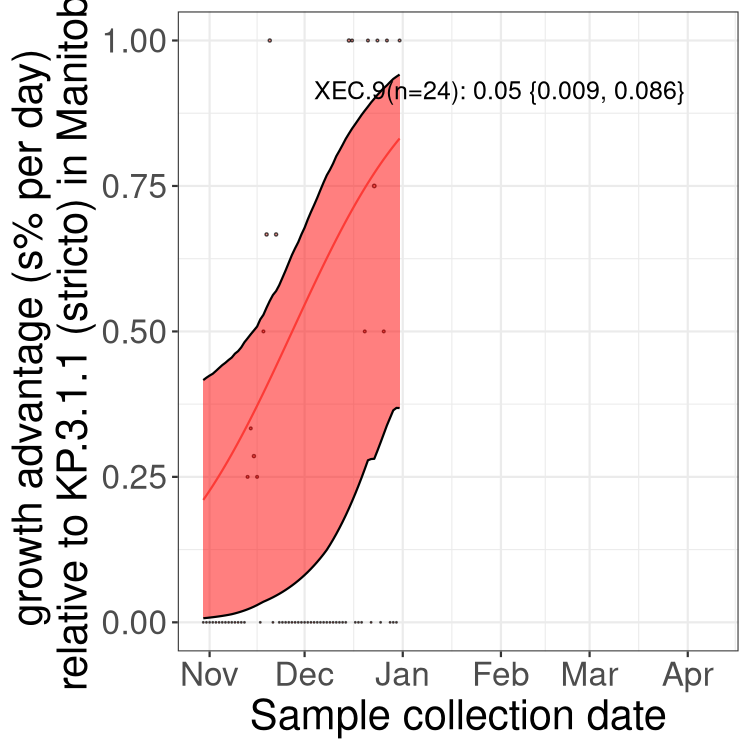 growth advantage (s% per day)
relative to KP.3.1.1 (stricto) in Manitob
1.00
0.75
0.50
0.25
0.00
XEC.9(n=24): 0.05 {0.009, 0.086}
Nov Dec Jan Feb Mar Apr
Sample collection date